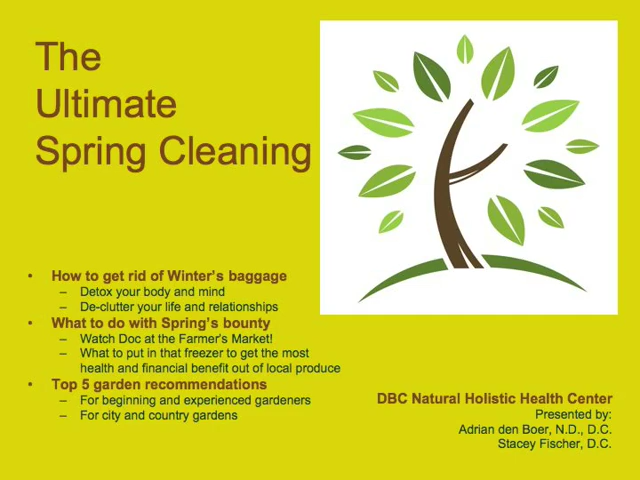 The
Ultimate
Spring Cleaning
• How to get rid of Winter's baggage
– Detox your body and mind
– De-clutter your life and relationships
• What to do with Spring's bounty
– Watch Doc at the Farmer's Market!
– What to put in that freezer to get the most
health and financial benefit out of local produce
• Top 5 garden recommendations
– For beginning and experienced gardeners
– For city and country gardens
DBC Natural Holistic Health Center
Presented by:
Adrian den Boer, N.D., D.C.
Stacey Fischer, D.C.